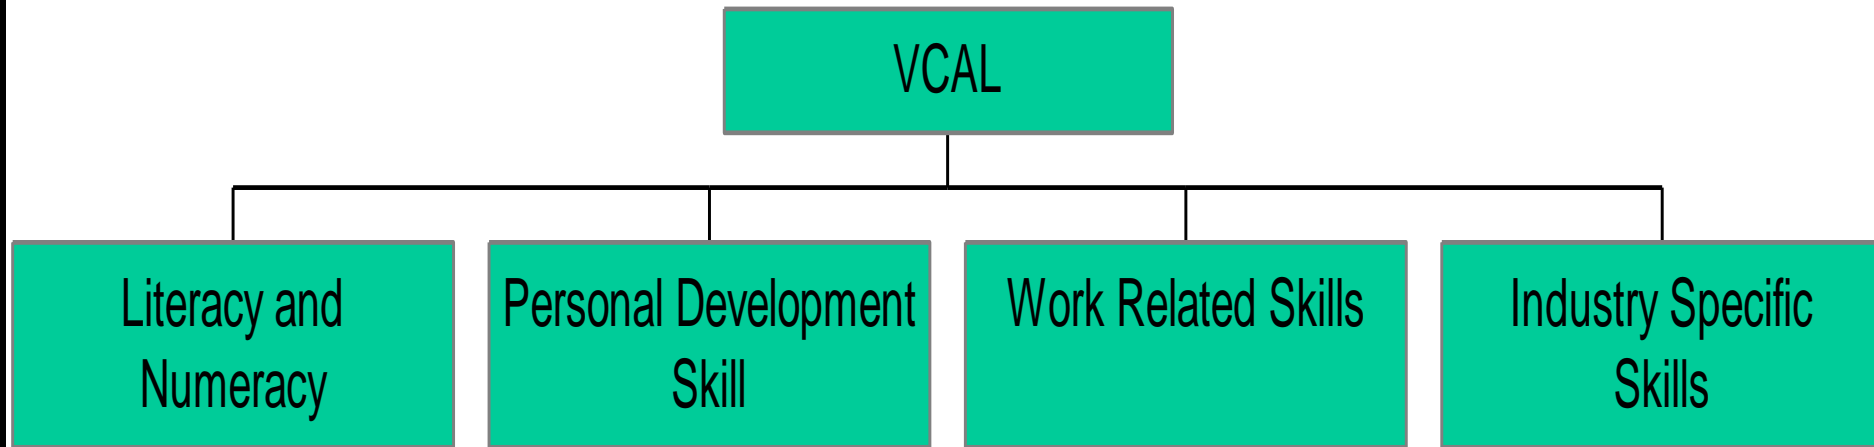 VCAL
Literacy and
Numeracy
Personal Development
Skill
Work Related Skills
Industry Specific
Skills